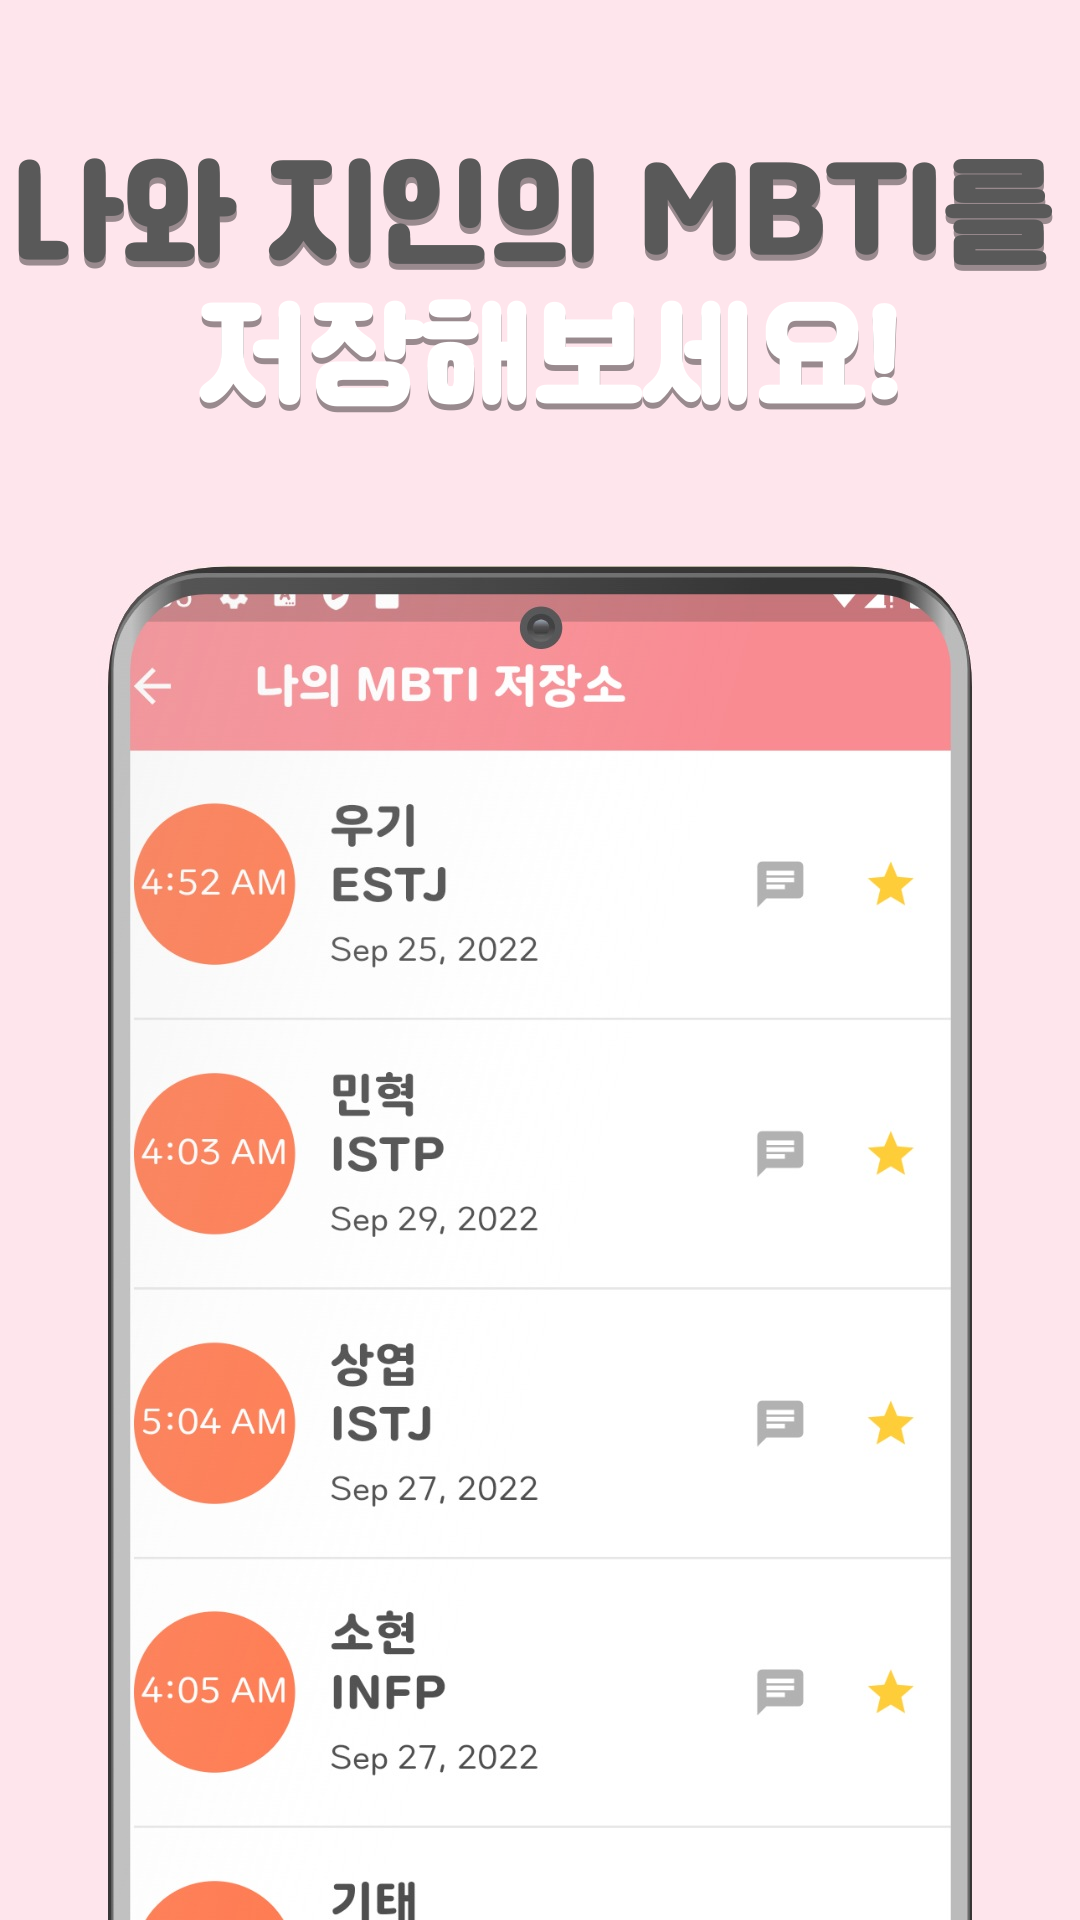 나와 지인의 MBTI를
저장해보세요!
나의 MBTI 저장소
4:52 AM
우기
ESTJ
Sep 25, 2022
4:03 AM
민혁
ISTP
Sep 29, 2022
5:04 AM
상엽
ISTJ
Sep 27, 2022
4:05 AM
소현
INFP
Sep 27, 2022
기태